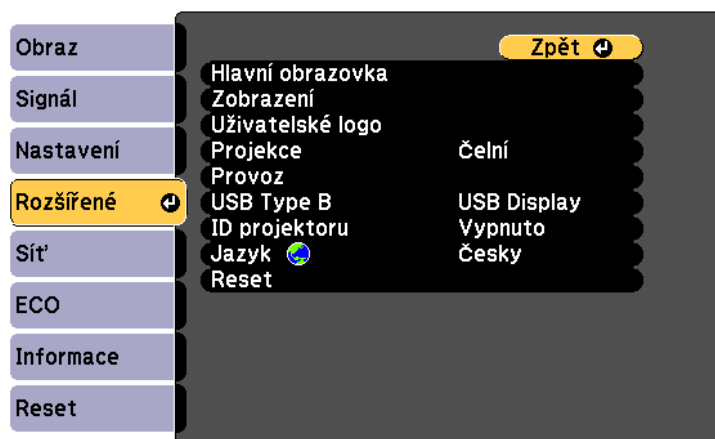 Obraz
Signál
Nastavení
Rozšířené
Síť
ECO
Informace
Reset
Zpět
Hlavní obrazovka
Zobrazení
Uživatelské logo
Projekce Čelní
Provoz
USB Type B USB Display
ID projektoru Vypnuto
Jazyk Česky
Reset